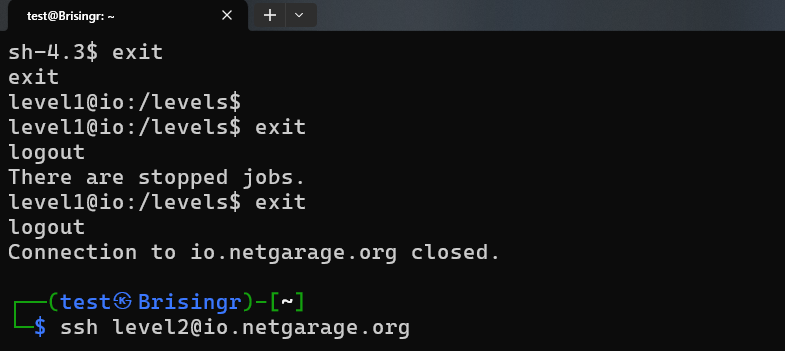 test@Brisingr: ~
sh-4.3$ exit
exit
level1@io:/levels$
level1@io:/levels$ exit
logout
There are stopped jobs.
level1@io:/levels$ exit
logout
Connection to io.netgarage.org closed.
┌──(test㉿Brisingr)-[~]
└─$ ssh level2@io.netgarage.org